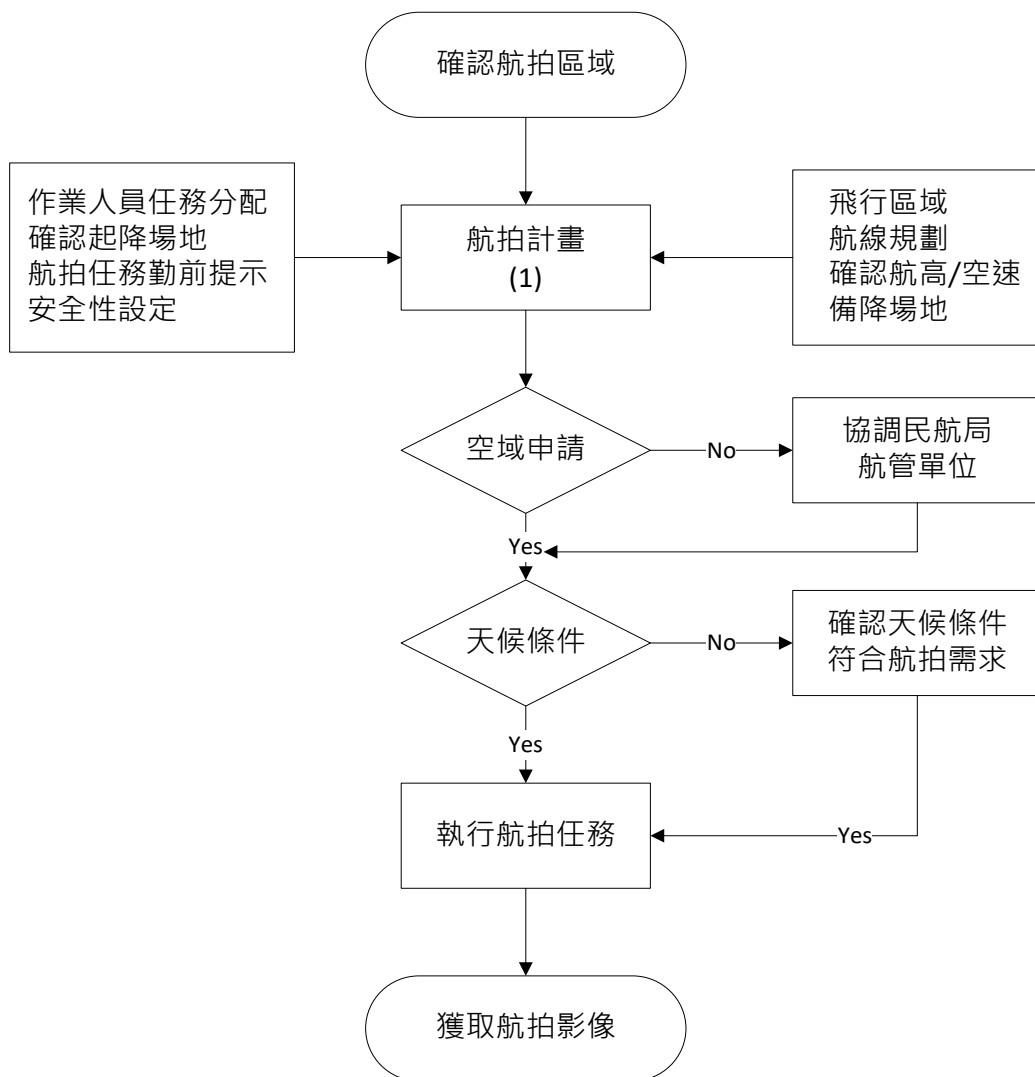 確認航拍區域
作業人員任務分配
確認起降場地
航拍任務勤前提示
安全性設定
航拍計畫
(1)
飛行區域
航線規劃
確認航高/空速
備降場地
空域申請
No
協調民航局
航管單位
Yes
天候條件
No
確認天候條件
符合航拍需求
Yes
執行航拍任務
Yes
獲取航拍影像